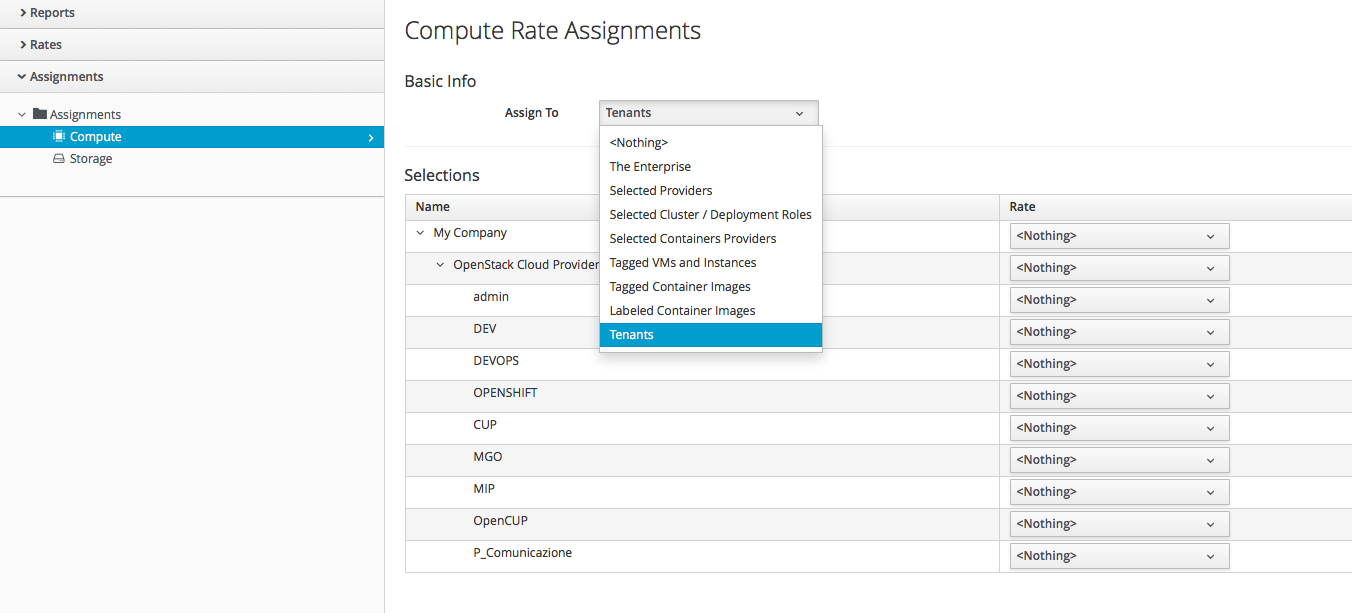 Reports
Rates
Assignments
Assignments
Compute
Storage
Compute Rate Assignments
Basic Info
Assign To
Tenants
<Nothing>
The Enterprise
Selected Providers
Selected Cluster / Deployment Roles
Selected Containers Providers
Tagged VMs and Instances
Tagged Container Images
Labeled Container Images
Tenants
Selections
Name Rate
My Company <Nothing>
OpenStack Cloud Provider <Nothing>
admin <Nothing>
DEV <Nothing>
DEVOPS <Nothing>
OPENSHIFT <Nothing>
CUP <Nothing>
MGO <Nothing>
MIP <Nothing>
OpenCUP <Nothing>
P_Comunicazione <Nothing>